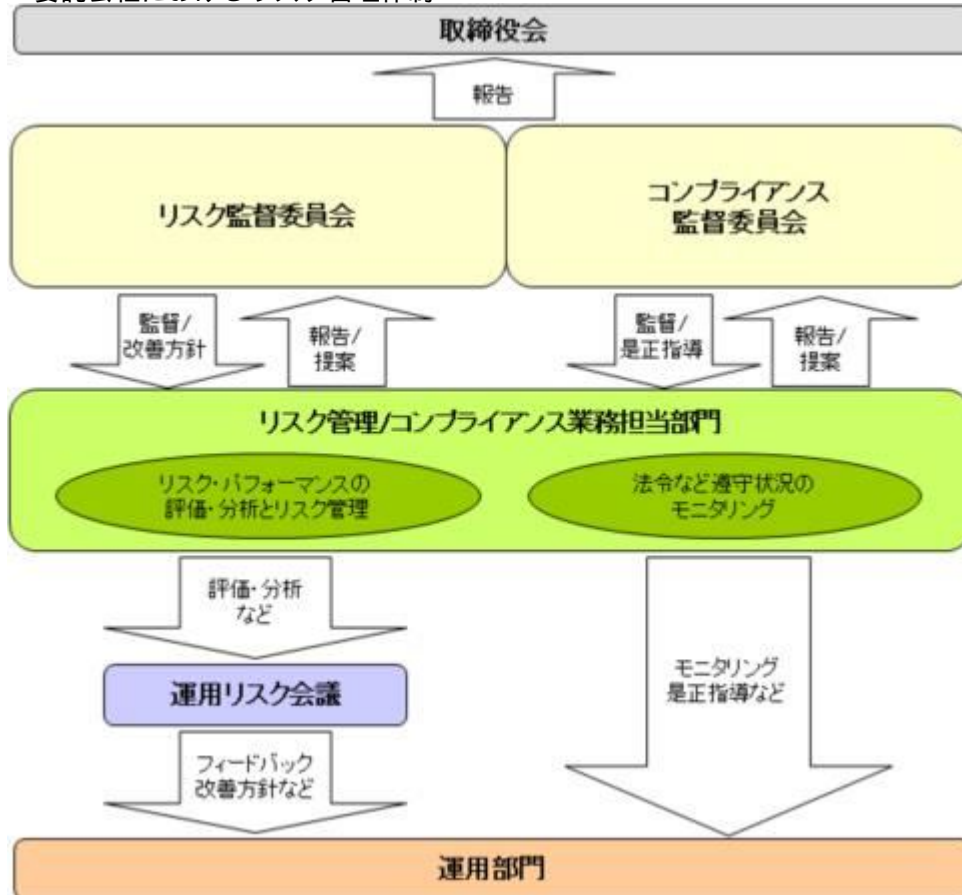 取締役会
報告
リスク監督委員会
コンプライアンス
監督委員会
監督/
改善方針
報告/
提案
監督/
是正指導
報告/
提案
リスク管理/コンプライアンス業務担当部門
リスク・パフォーマンスの
評価・分析とリスク管理
法令など遵守状況の
モニタリング
評価・分析
など
運用リスク会議
モニタリング
是正指導など
フィードバック
改善方針など
運用部門